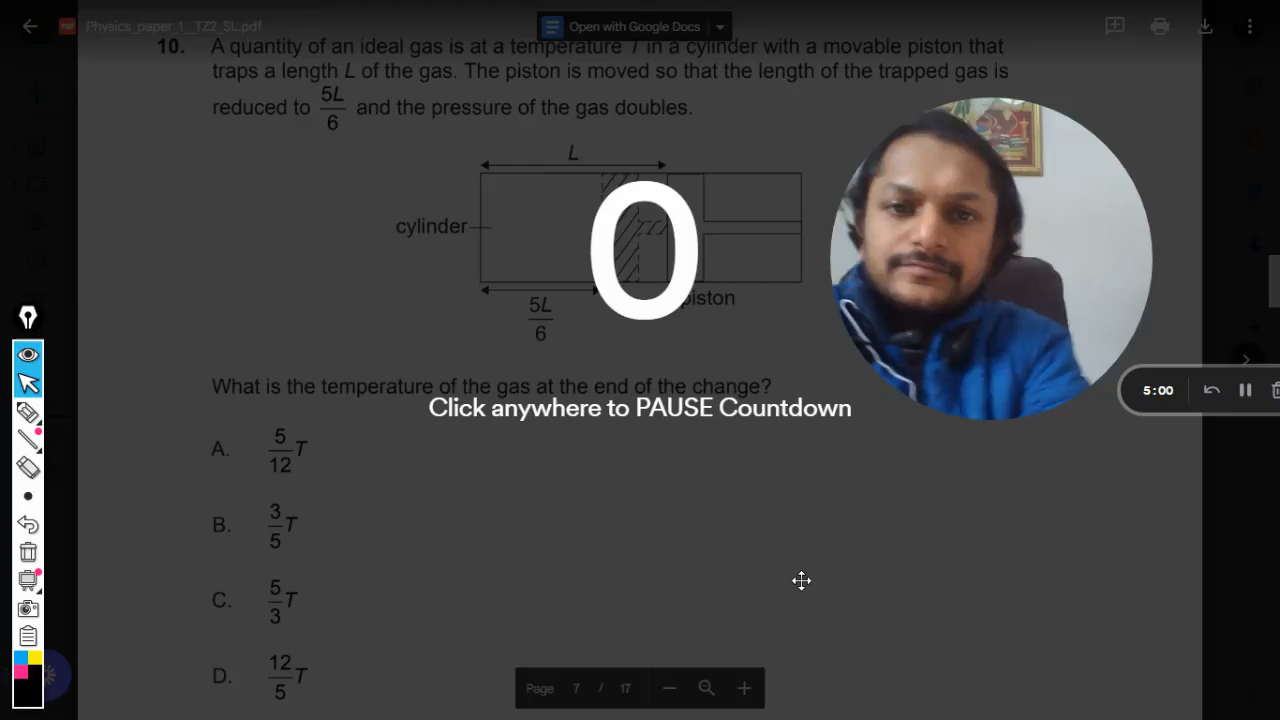 Physics_paper_1__TZ2_SL.pdf
Open with Google Docs
10. A quantity of an ideal gas is at a temperature T in a cylinder with a movable piston that
traps a length L of the gas. The piston is moved so that the length of the trapped gas is
reduced to 5L/6 and the pressure of the gas doubles.
L
cylinder
piston
5L/6
0
What is the temperature of the gas at the end of the change?
Click anywhere to PAUSE Countdown
5:00
A. 5/12 T
B. 3/5 T
C. 5/3 T
D. 12/5 T
Page 7 / 17